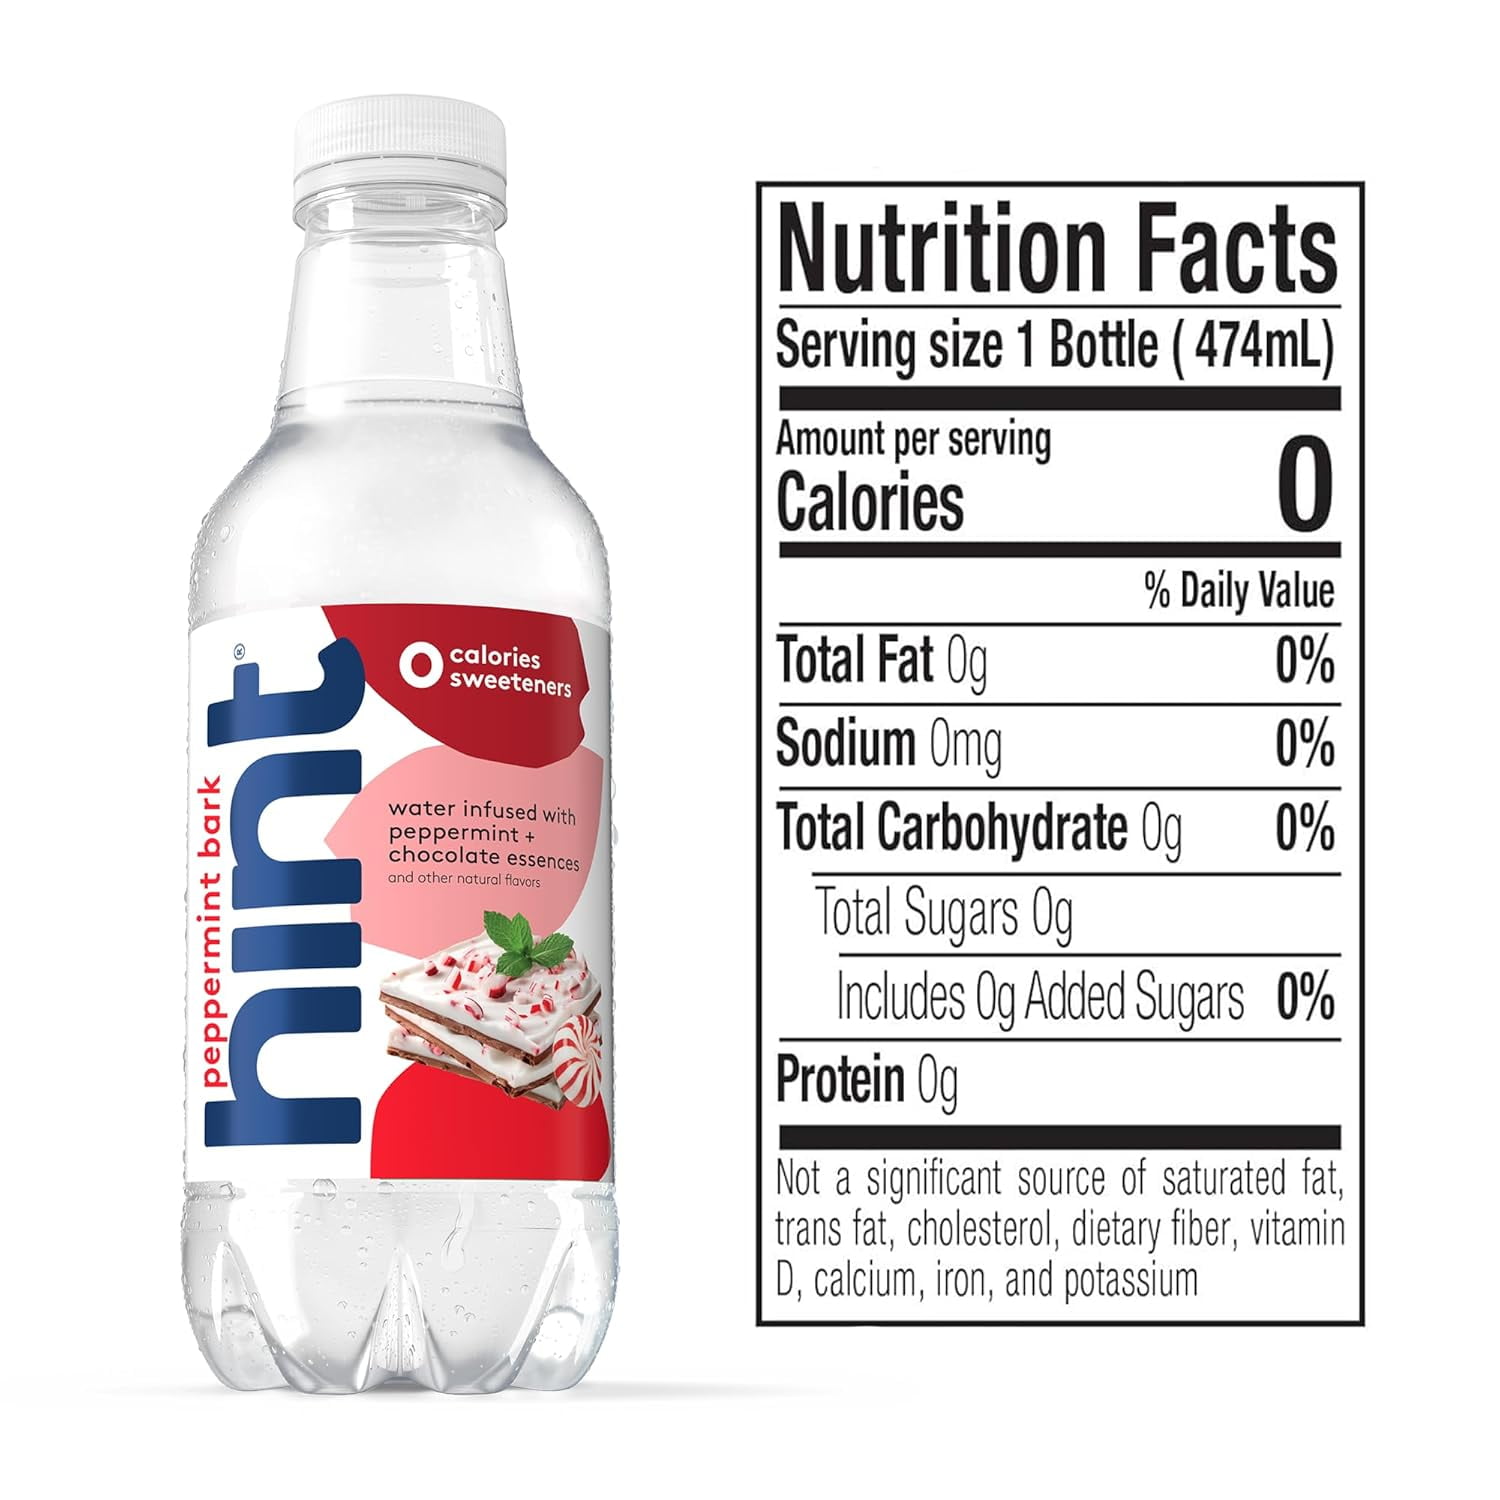 hint®
peppermint bark
0 calories
sweeteners
water infused with
peppermint +
chocolate essences
and other natural flavors
Nutrition Facts
Serving size 1 Bottle ( 474mL)
Amount per serving
Calories 0
% Daily Value
Total Fat 0g 0%
Sodium 0mg 0%
Total Carbohydrate 0g 0%
Total Sugars 0g
Includes 0g Added Sugars 0%
Protein 0g
Not a significant source of saturated fat,
trans fat, cholesterol, dietary fiber, vitamin
D, calcium, iron, and potassium